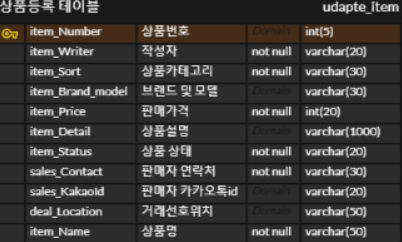 상품등록 테이블 udapte_item
item_Number 상품번호 Domain int(5)
item_Writer 작성자 not null varchar(20)
item_Sort 상품카테고리 not null varchar(30)
item_Brand_model 브랜드 및 모델 Domain varchar(30)
item_Price 판매가격 not null int(20)
item_Detail 상품설명 Domain varchar(1000)
item_Status 상품 상태 not null varchar(20)
sales_Contact 판매자 연락처 not null varchar(30)
sales_KakaoId 판매자 카카오톡id Domain varchar(20)
deal_Location 거래선호위치 Domain varchar(50)
item_Name 상품명 not null varchar(50)